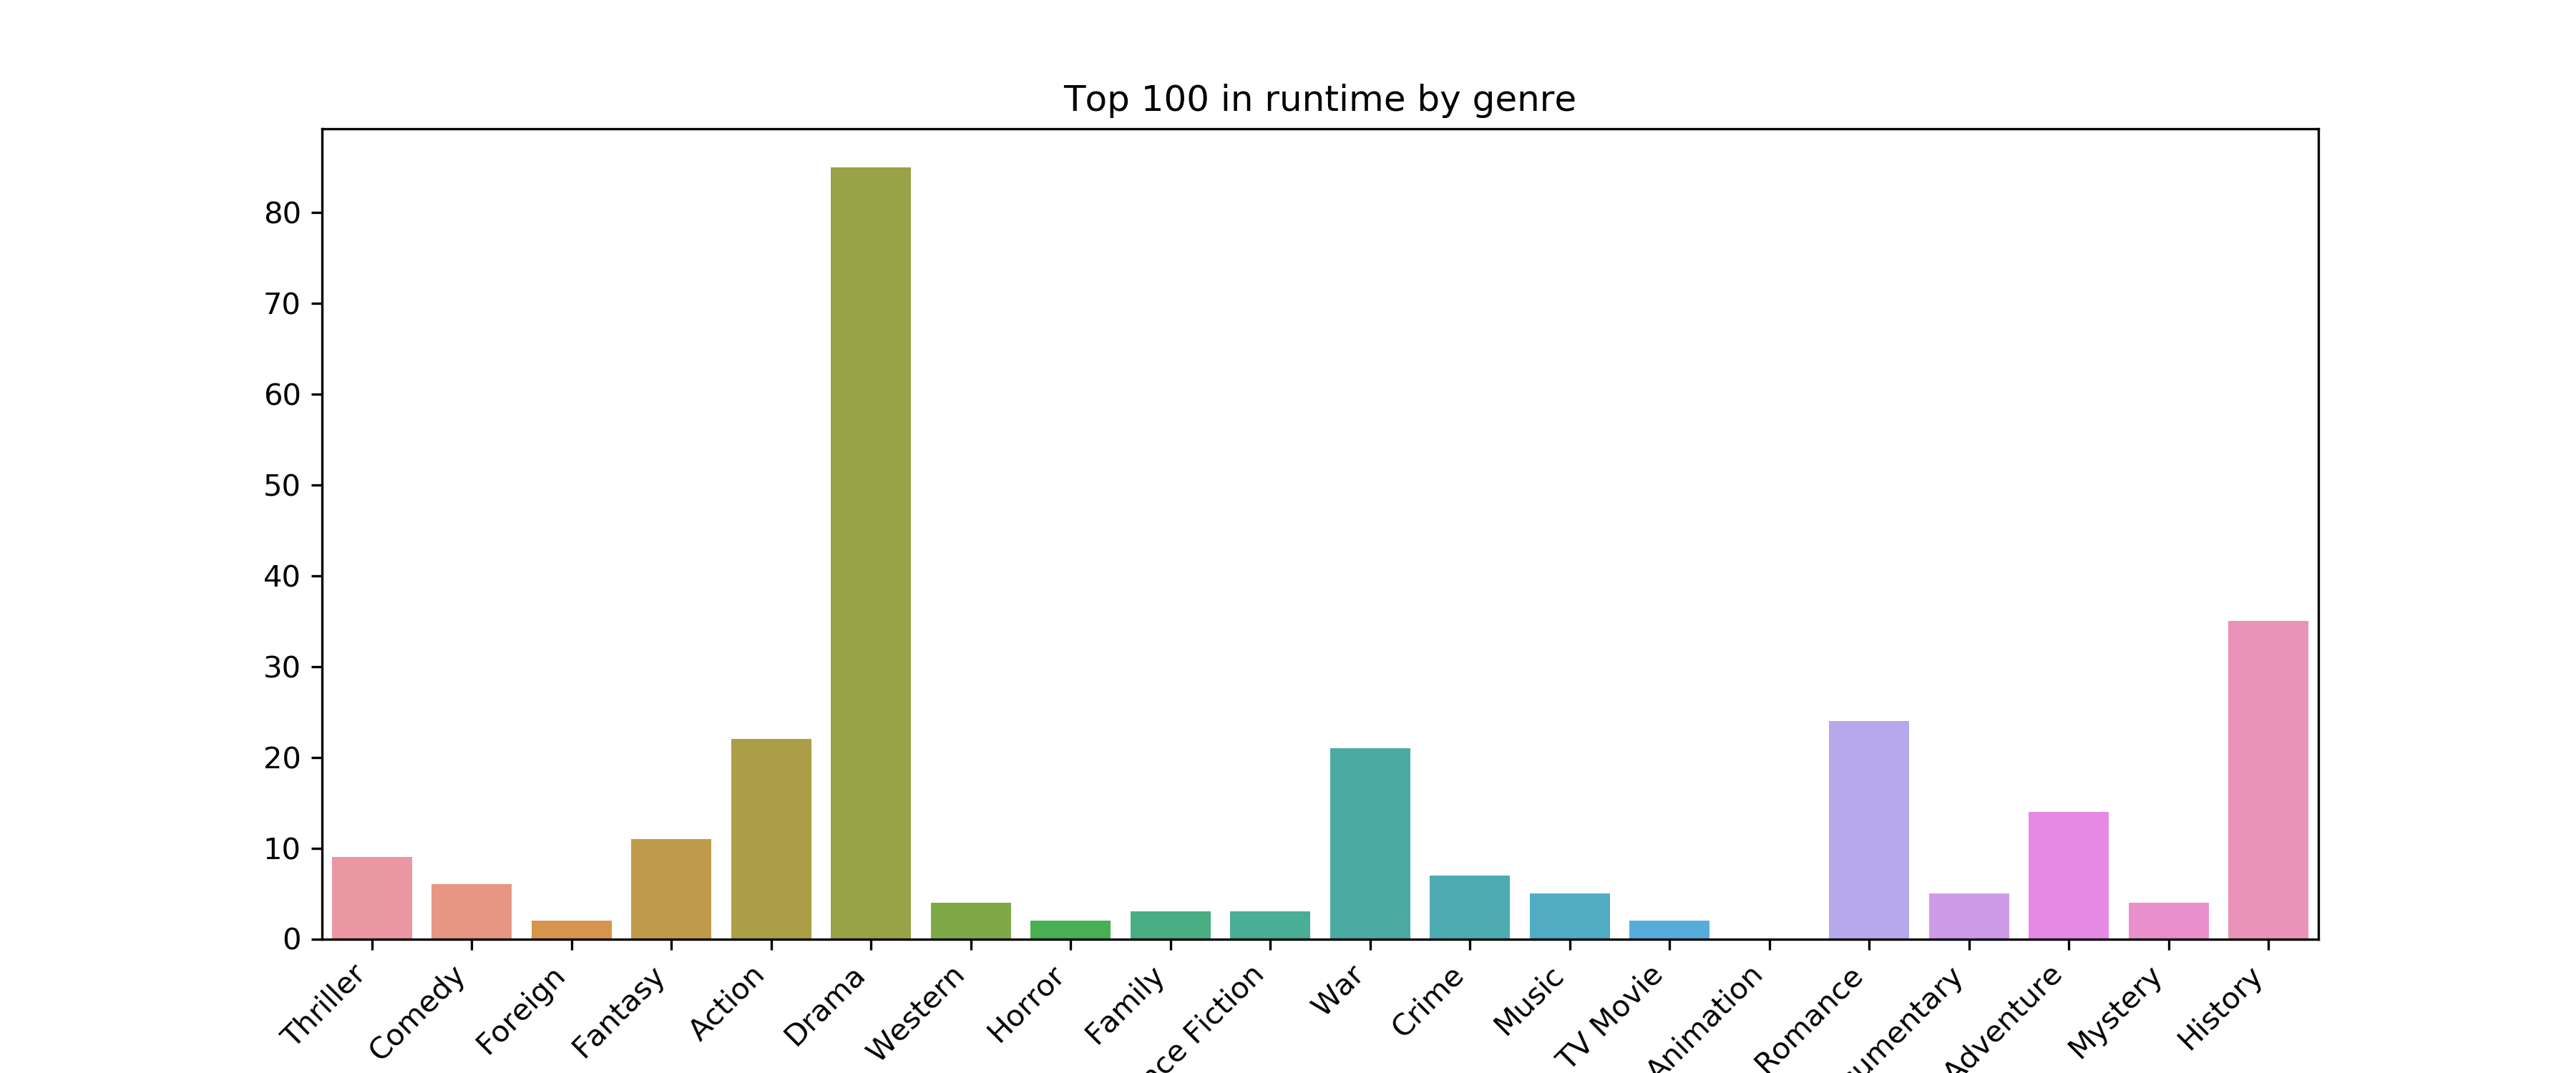 Top 100 in runtime by genre
80
70
60
50
40
30
20
10
0
Thriller
Comedy
Foreign
Fantasy
Action
Drama
Western
Horror
Family
Fiction
War
Crime
Music
TV Movie
Animation
Romance
Adventure
Mystery
History